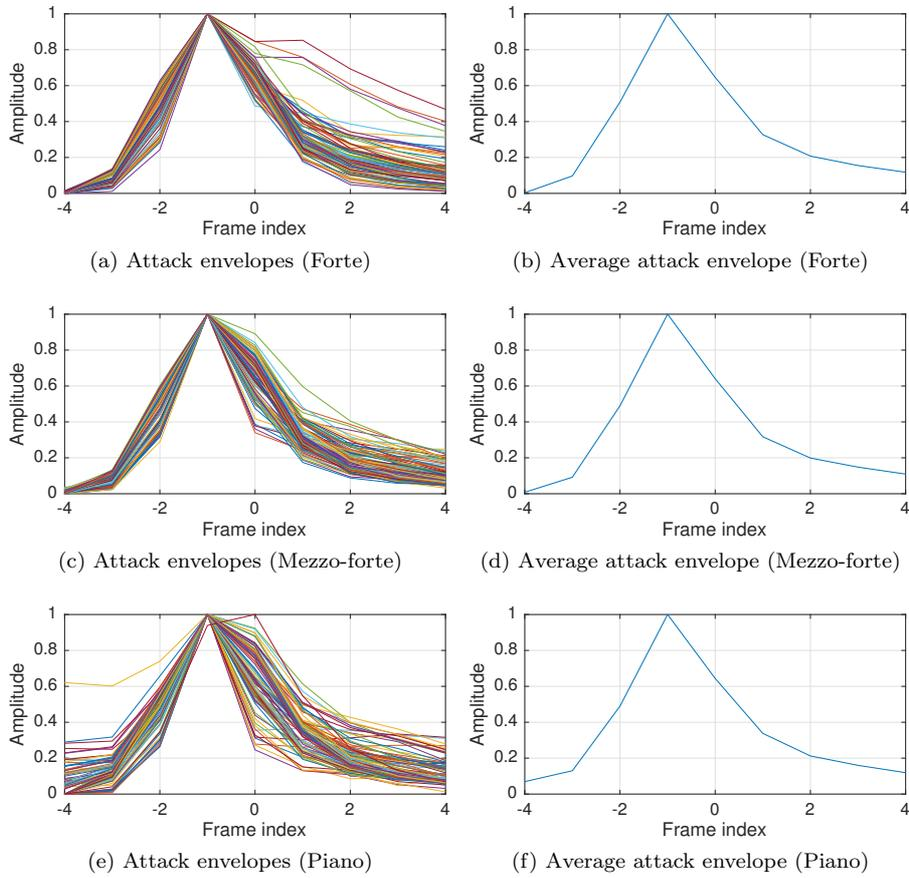 1
0.8
0.6
0.4
0.2
0
Amplitude
-4 -2 0 2 4
Frame index
(a) Attack envelopes (Forte)
1
0.8
0.6
0.4
0.2
0
Amplitude
-4 -2 0 2 4
Frame index
(b) Average attack envelope (Forte)
1
0.8
0.6
0.4
0.2
0
Amplitude
-4 -2 0 2 4
Frame index
(c) Attack envelopes (Mezzo-forte)
1
0.8
0.6
0.4
0.2
0
Amplitude
-4 -2 0 2 4
Frame index
(d) Average attack envelope (Mezzo-forte)
1
0.8
0.6
0.4
0.2
0
Amplitude
-4 -2 0 2 4
Frame index
(e) Attack envelopes (Piano)
1
0.8
0.6
0.4
0.2
0
Amplitude
-4 -2 0 2 4
Frame index
(f) Average attack envelope (Piano)